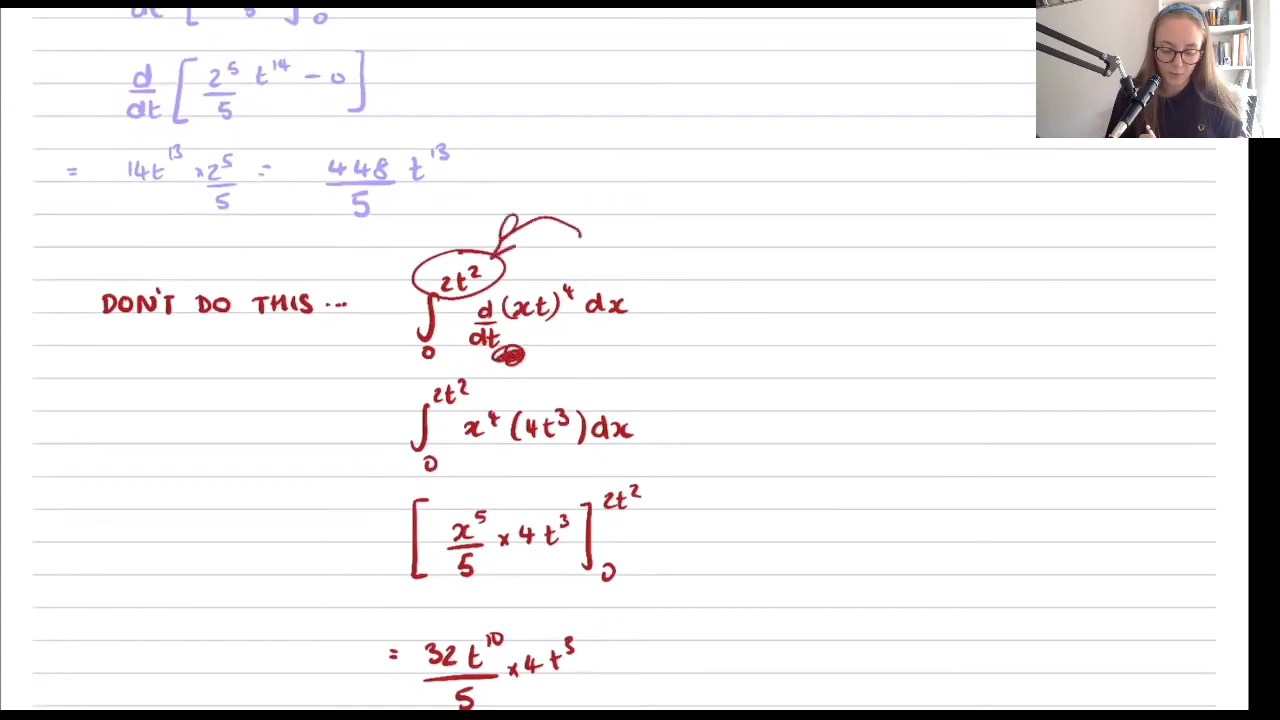 d/dt [ 2⁵/5 t¹⁴ − 0 ]
= 14t¹³ × 2⁵/5 = 448/5 t¹³
DON'T DO THIS ... ∫₀^{2t²} d/dt (xt)⁴ dx
∫₀^{2t²} x⁴ (4t³) dx
[ x⁵/5 × 4t³ ]₀^{2t²}
= 32t¹⁰/5 × 4t³